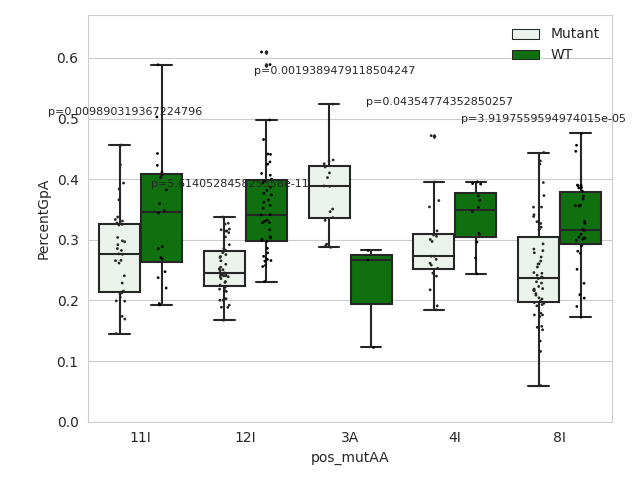 Mutant
WT
0.6
p=0.0019389479118504247
p=0.04354774352850257
p=0.009890319367224796
0.5
p=3.9197559594974015e-05
0.4
0.3
0.2
0.1
0.0
PercentGpA
11I
12I
3A
4I
8I
pos_mutAA